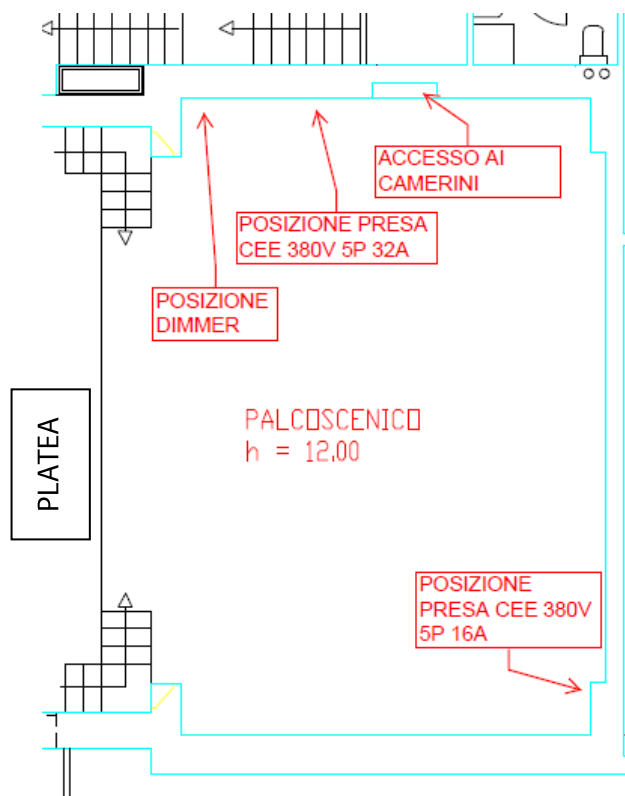 ACCESSO AI
CAMERINI
POSIZIONE PRESA
CEE 380V 5P 32A
POSIZIONE
DIMMER
PLATEA
PALCOSCENICO
h = 12.00
POSIZIONE
PRESA CEE 380V
5P 16A